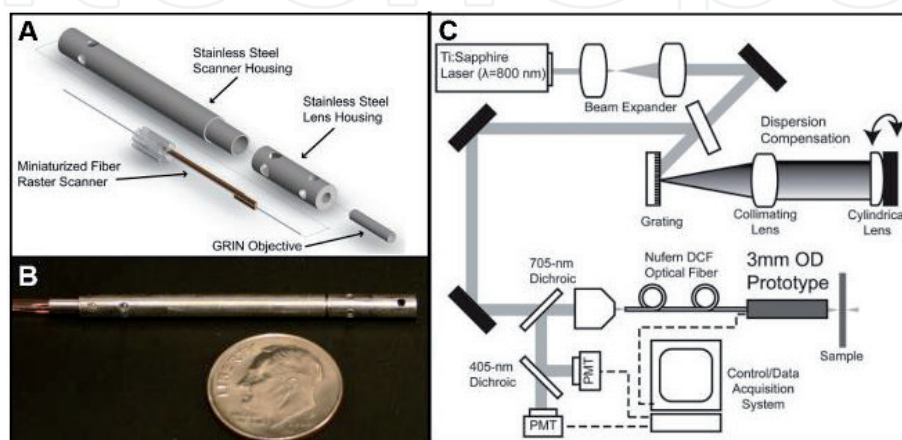 A
Stainless Steel
Scanner Housing
Stainless Steel
Lens Housing
Miniaturized Fiber
Raster Scanner
GRIN Objective
B
C
Ti:Sapphire
Laser (λ=800 nm)
Beam Expander
Dispersion
Compensation
Grating
Collimating
Lens
Cylindrical
Lens
705-nm
Dichroic
Nufern DCF
Optical Fiber
3mm OD
Prototype
Sample
405-nm
Dichroic
PMT
PMT
Control/Data
Acquisition
System